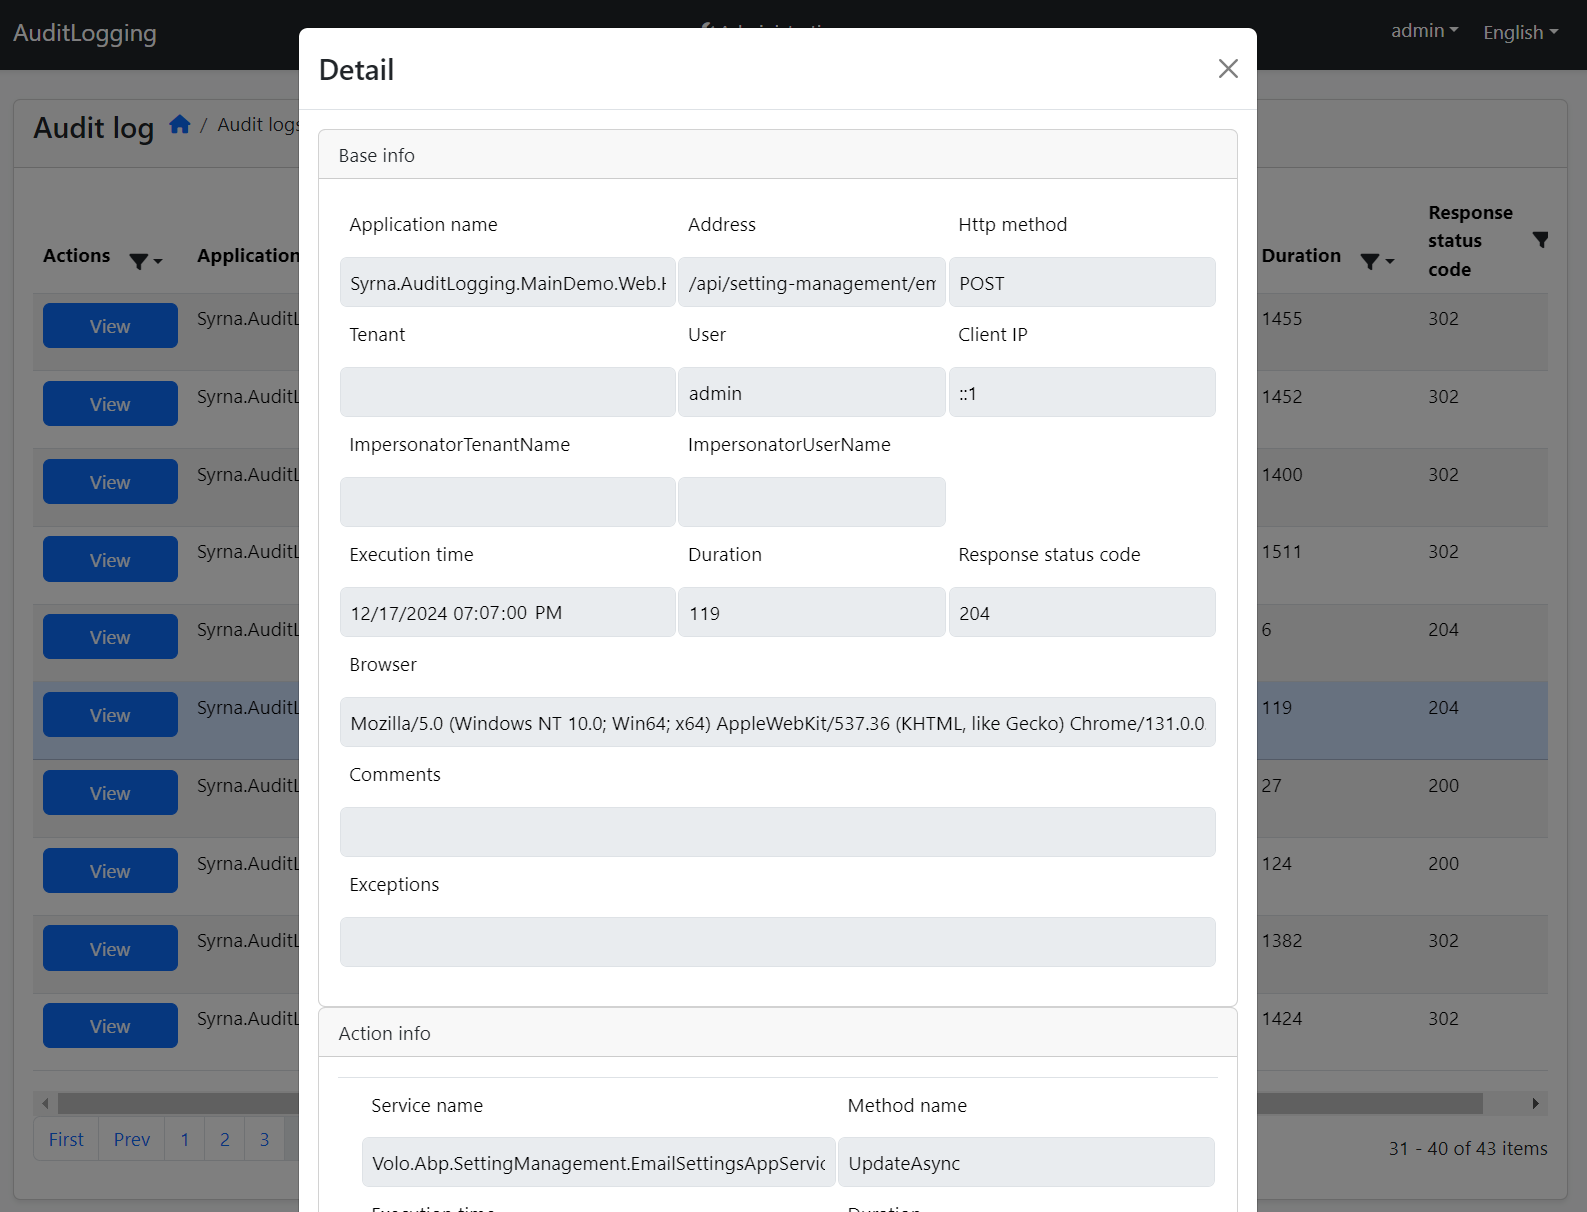 AuditLogging
admin
English
Detail
Audit log / Audit logs
Base info
Application name Address Http method
Syrna.AuditLogging.MainDemo.Web.H /api/setting-management/em POST
Tenant User Client IP
admin ::1
ImpersonatorTenantName ImpersonatorUserName
Execution time Duration Response status code
12/17/2024 07:07:00 PM 119 204
Browser
Mozilla/5.0 (Windows NT 10.0; Win64; x64) AppleWebKit/537.36 (KHTML, like Gecko) Chrome/131.0.0.
Comments
Exceptions
Action info
Service name Method name
Volo.Abp.SettingManagement.EmailSettingsAppServic UpdateAsync
Execution time Duration
Actions Application Duration Response status code
View Syrna.AuditL 1455 302
View Syrna.AuditL 1452 302
View Syrna.AuditL 1400 302
View Syrna.AuditL 1511 302
View Syrna.AuditL 6 204
View Syrna.AuditL 119 204
View Syrna.AuditL 27 200
View Syrna.AuditL 124 200
View Syrna.AuditL 1382 302
View Syrna.AuditL 1424 302
First Prev 1 2 3
31 - 40 of 43 items